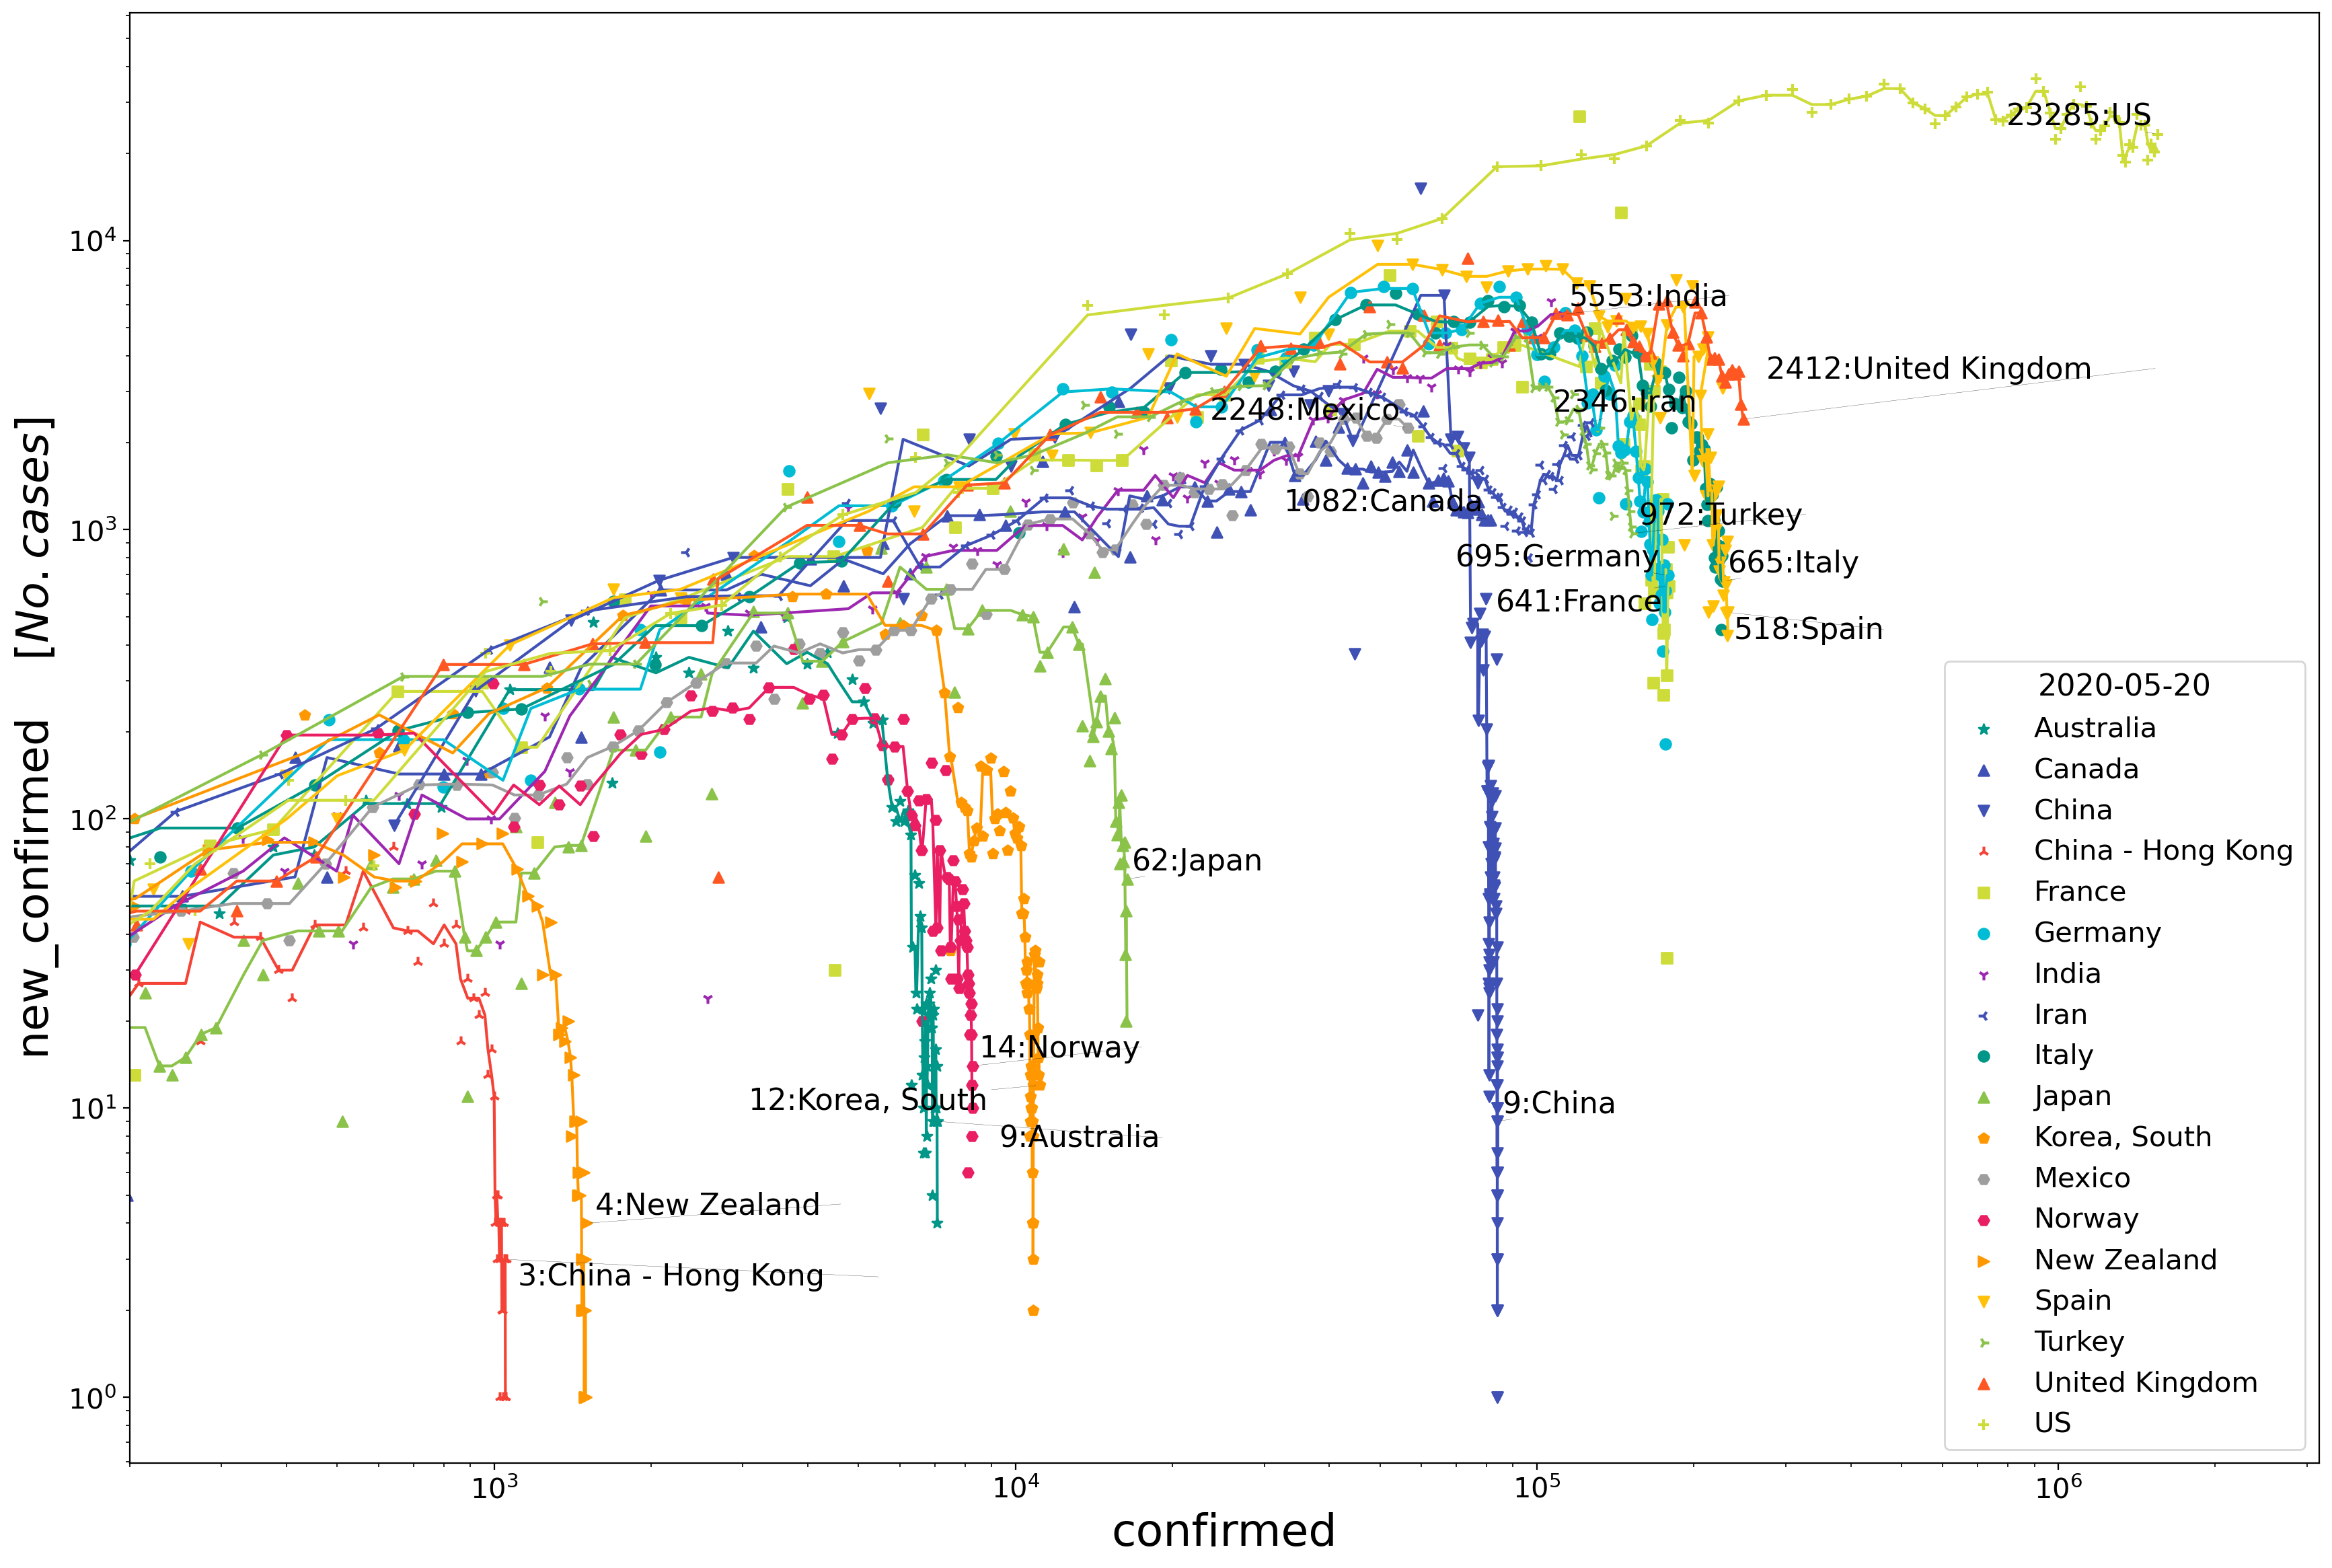 new_confirmed [No. cases]
10⁴
10³
10²
10¹
10⁰
23285:US
5553:India
2412:United Kingdom
2248:Mexico
2346:Iran
1082:Canada
972:Turkey
695:Germany
665:Italy
641:France
518:Spain
62:Japan
14:Norway
12:Korea, South
9:China
9:Australia
4:New Zealand
3:China - Hong Kong
2020-05-20
Australia
Canada
China
China - Hong Kong
France
Germany
India
Iran
Italy
Japan
Korea, South
Mexico
Norway
New Zealand
Spain
Turkey
United Kingdom
US
10³
10⁴
10⁵
10⁶
confirmed